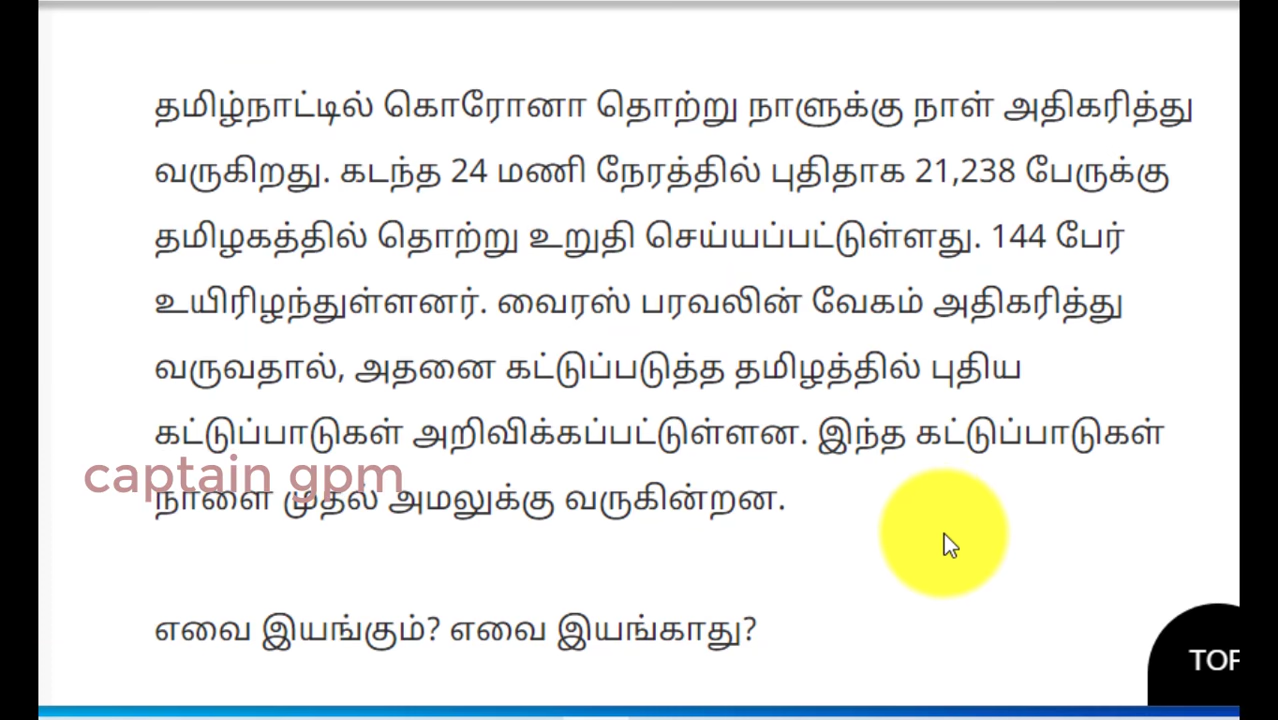 தமிழ்நாட்டில் கொரோனா தொற்று நாளுக்கு நாள் அதிகரித்து
வருகிறது. கடந்த 24 மணி நேரத்தில் புதிதாக 21,238 பேருக்கு
தமிழகத்தில் தொற்று உறுதி செய்யப்பட்டுள்ளது. 144 பேர்
உயிரிழந்துள்ளனர். வைரஸ் பரவலின் வேகம் அதிகரித்து
வருவதால், அதனை கட்டுப்படுத்த தமிழத்தில் புதிய
கட்டுப்பாடுகள் அறிவிக்கப்பட்டுள்ளன. இந்த கட்டுப்பாடுகள்
captain gpm
நாளை முதல் அமலுக்கு வருகின்றன.
எவை இயங்கும்? எவை இயங்காது?
TOP